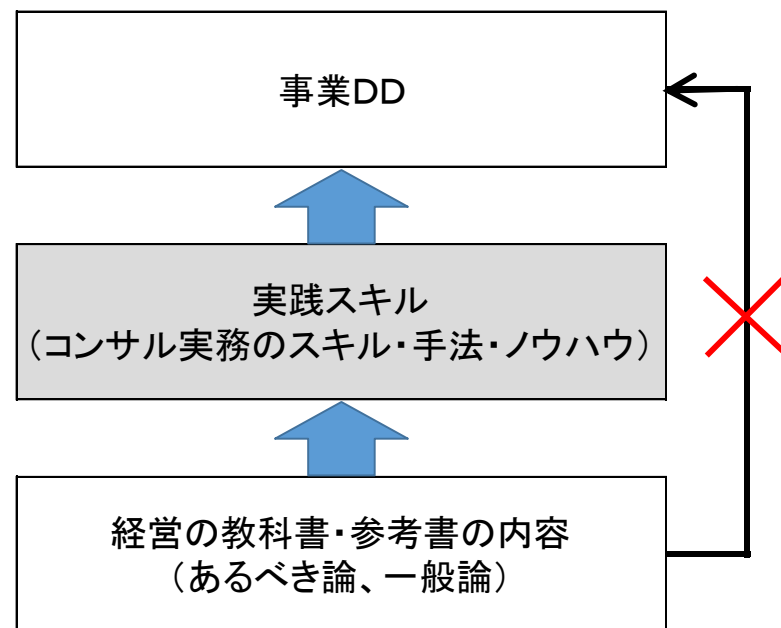 事業DD
実践スキル
（コンサル実務のスキル・手法・ノウハウ）
経営の教科書・参考書の内容
（あるべき論、一般論）